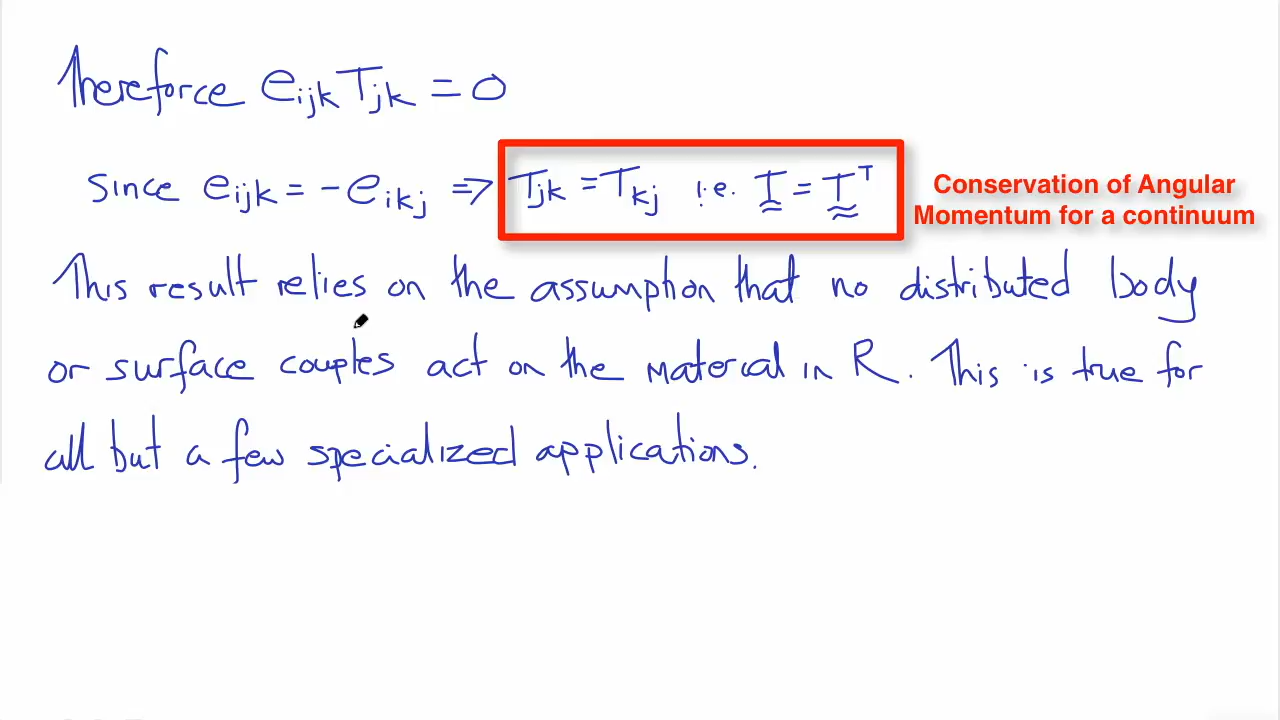 Thereforce e_ijk T_jk = 0
Since e_ijk = -e_ikj => T_jk = T_kj i.e. T = T^T
Conservation of Angular
Momentum for a continuum
This result relies on the assumption that no distributed body
or surface couples act on the material in R. This is true for
all but a few specialized applications.